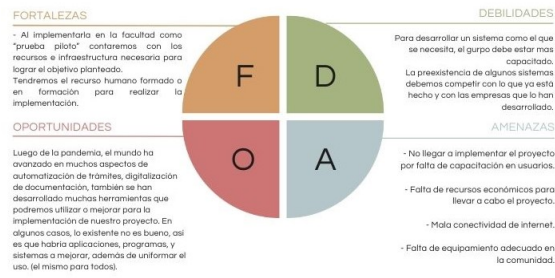 FORTALEZAS
- Al implementarla en la facultad como
"prueba piloto" contaremos con los
recursos e infraestructura necesaria para
lograr el objetivo planteado.
Tendremos el recurso humano formado o
en formación para realizar la
implementación.
F
D
DEBILIDADES
Para desarrollar un sistema como el que
se necesita, el gurpo debe estar mas
capacitado.
La preexistencia de algunos sistemas
debemos competir con lo que ya está
hecho y con las empresas que lo han
desarrollado.
OPORTUNIDADES
Luego de la pandemia, el mundo ha
avanzado en muchos aspectos de
automatización de trámites, digitalización
de documentación, también se han
desarrollado muchas herramientas que
podremos utilizar o mejorar para la
implementación de nuestro proyecto. En
algunos casos, lo existente no es bueno, así
es que habría aplicaciones, programas, y
sistemas a mejorar, además de uniformar el
uso. (el mismo para todos).
O
A
AMENAZAS
- No llegar a implementar el proyecto
por falta de capacitación en usuarios.
- Falta de recursos económicos para
llevar a cabo el proyecto.
- Mala conectividad de internet.
- Falta de equipamiento adecuado en
la comunidad.